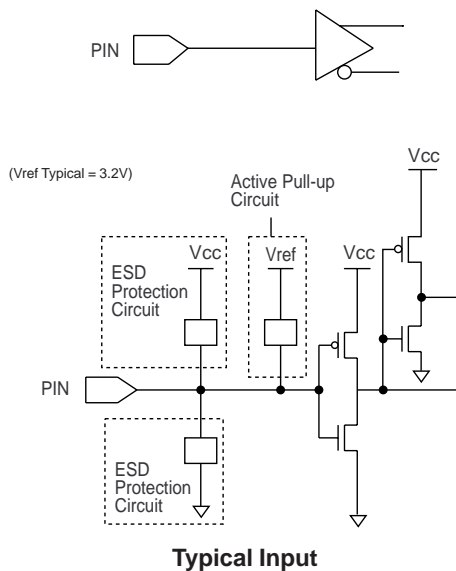 PIN
Vcc
(Vref Typical = 3.2V)
Active Pull-up
Circuit
Vcc
Vref
Vcc
ESD
Protection
Circuit
PIN
ESD
Protection
Circuit
Typical Input